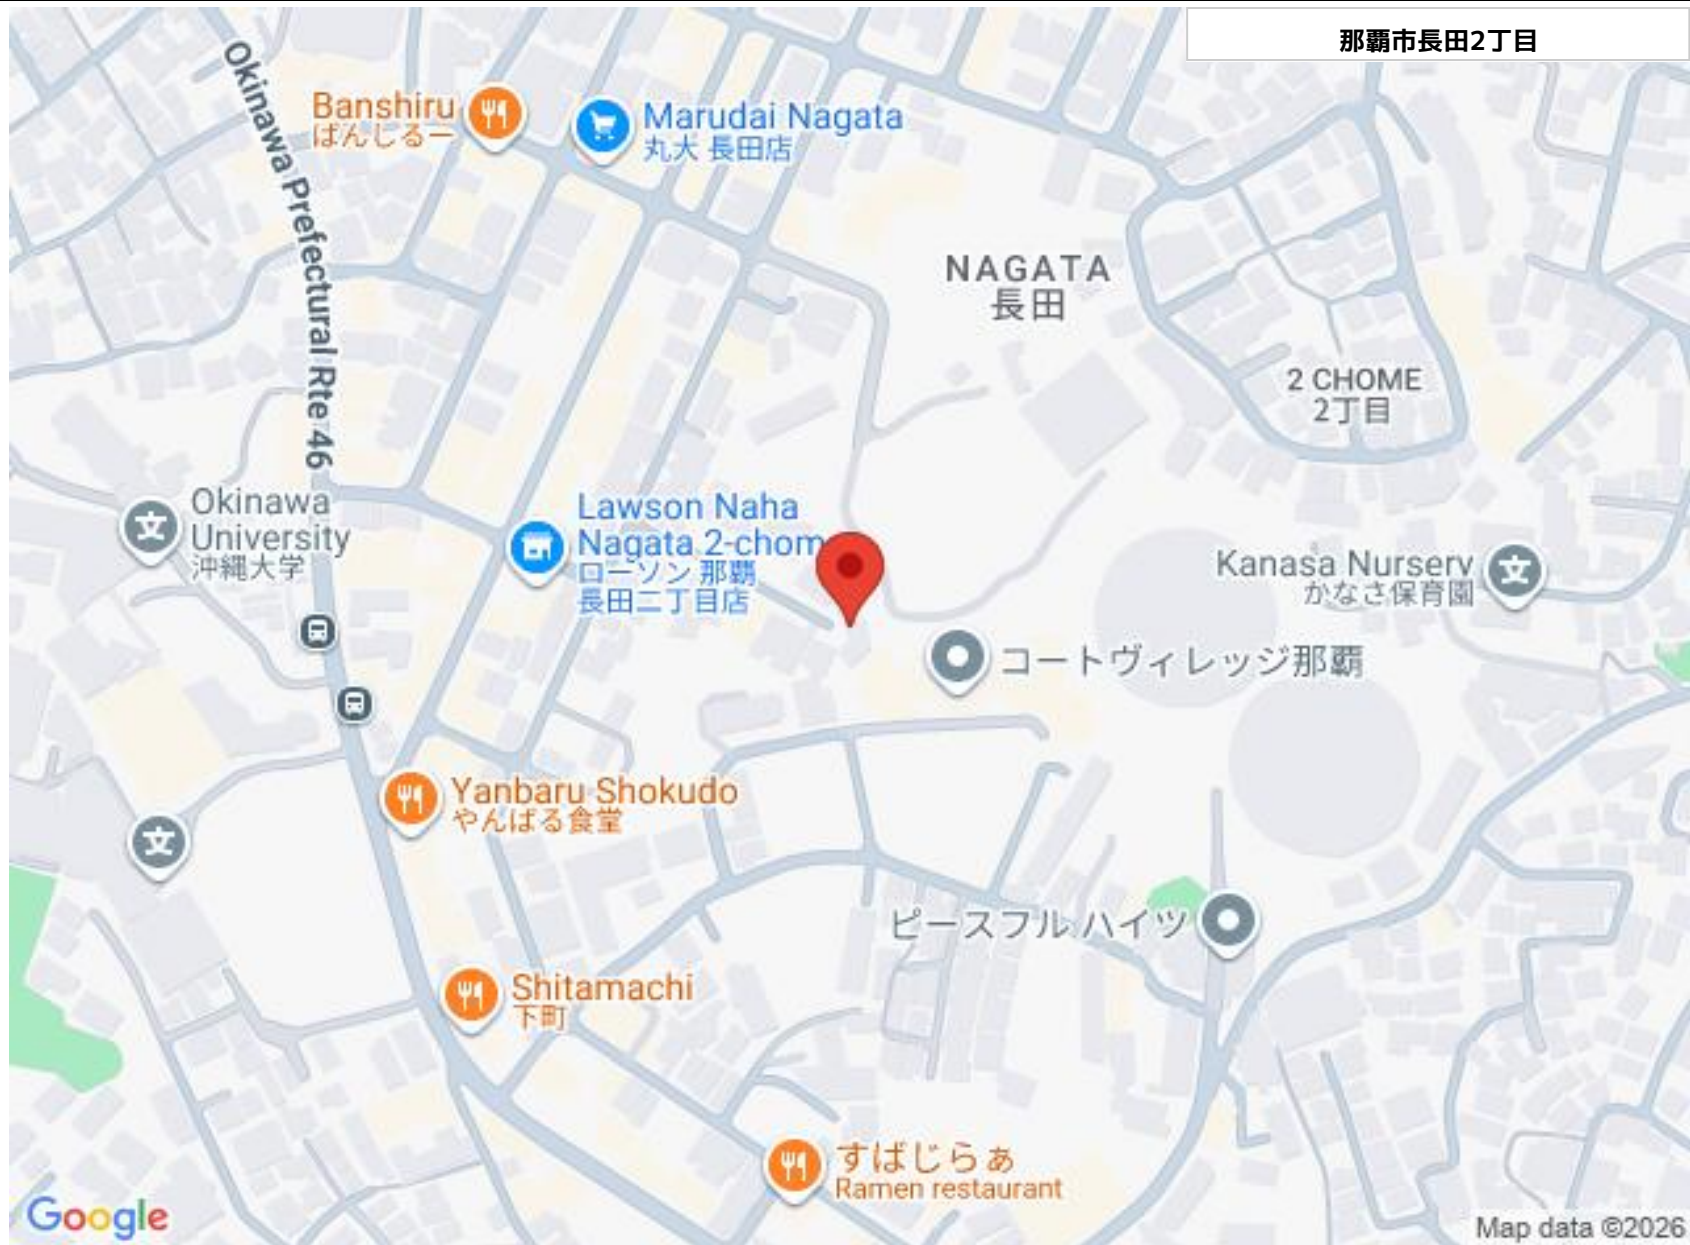 那覇市長田2丁目
Okinawa Prefectural Rte 46
Banshiru
ばんじるー
Marudai Nagata
丸大 長田店
NAGATA
長田
2 CHOME
2丁目
Okinawa
University
沖縄大学
Lawson Naha
Nagata 2-chom
ローソン 那覇
長田二丁目店
Kanasa Nursery
かなさ保育園
コートヴィレッジ那覇
Yanbaru Shokudo
やんばる食堂
ピースフル ハイツ
Shitamachi
下町
すばじらぁ
Ramen restaurant
Google
Map data ©2026